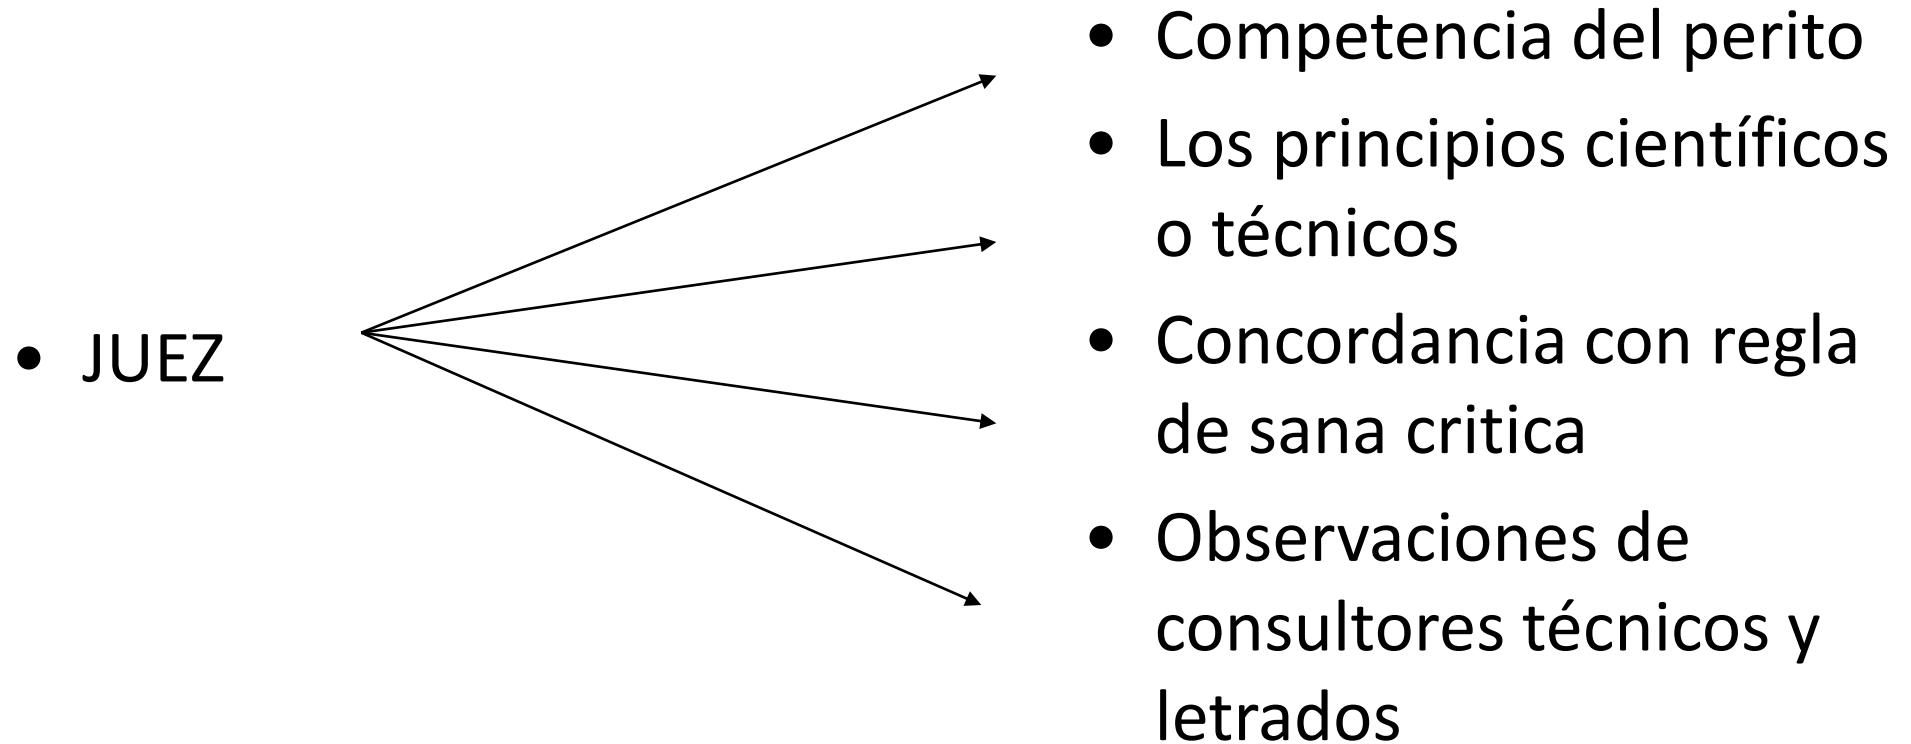 • JUEZ
• Competencia del perito
• Los principios científicos
o técnicos
• Concordancia con regla
de sana critica
• Observaciones de
consultores técnicos y
letrados